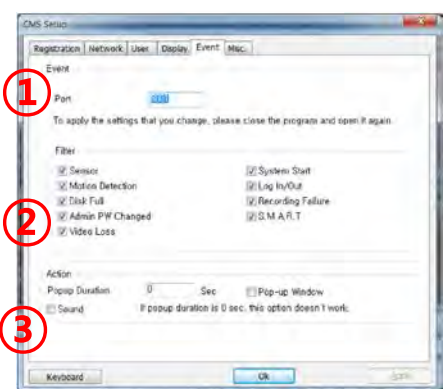 CMS Setup
Registration Network User Display Event Misc.
Event
1
Port
To apply the settings that you change, please close the program and open it again.
Filter
Sensor System Start
Motion Detection Log In/Out
Disk Full Recording Failure
2
Admin PW Changed S.M.A.R.T
Video Loss
Action
Popup Duration 0 Sec Pop-up Window
Sound If popup duration is 0 sec, this option doesn't work.
3
Keyboard Ok Apply